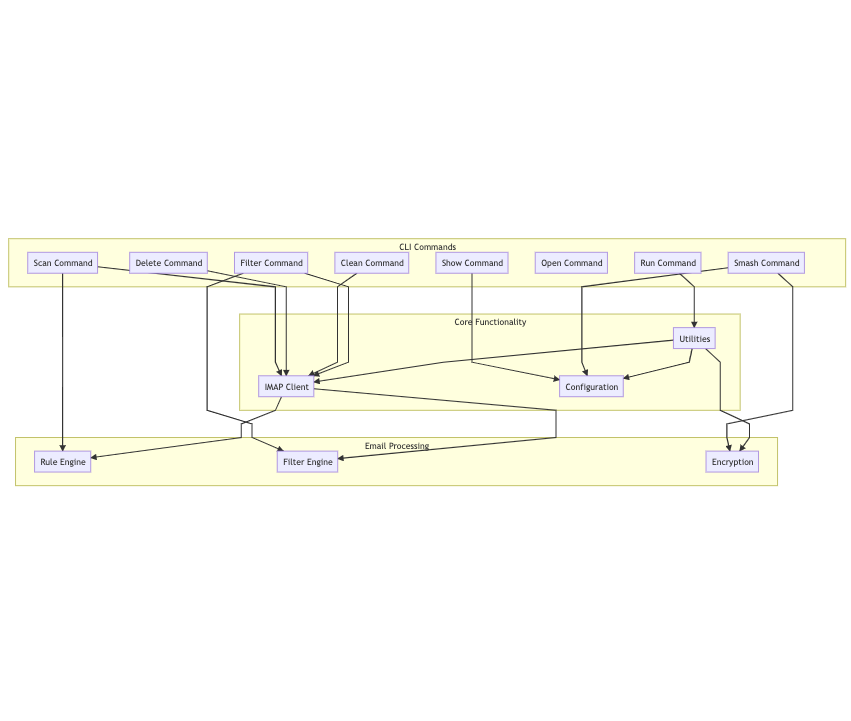 CLI Commands
Scan Command
Delete Command
Filter Command
Clean Command
Show Command
Open Command
Run Command
Smash Command
Core Functionality
Utilities
IMAP Client
Configuration
Email Processing
Rule Engine
Filter Engine
Encryption